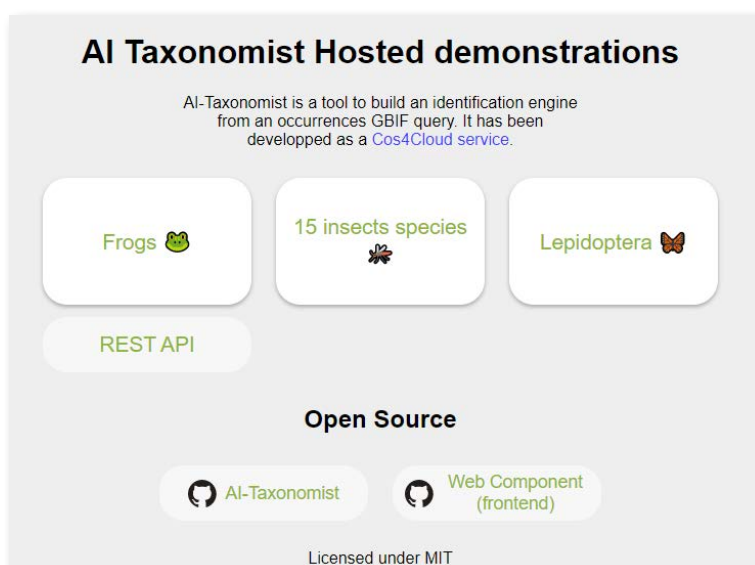 AI Taxonomist Hosted demonstrations
AI-Taxonomist is a tool to build an identification engine
from an occurrences GBIF query. It has been
developped as a Cos4Cloud service.
Frogs 🐸
15 insects species
🦟
Lepidoptera 🦋
REST API
Open Source
AI-Taxonomist
Web Component
(frontend)
Licensed under MIT